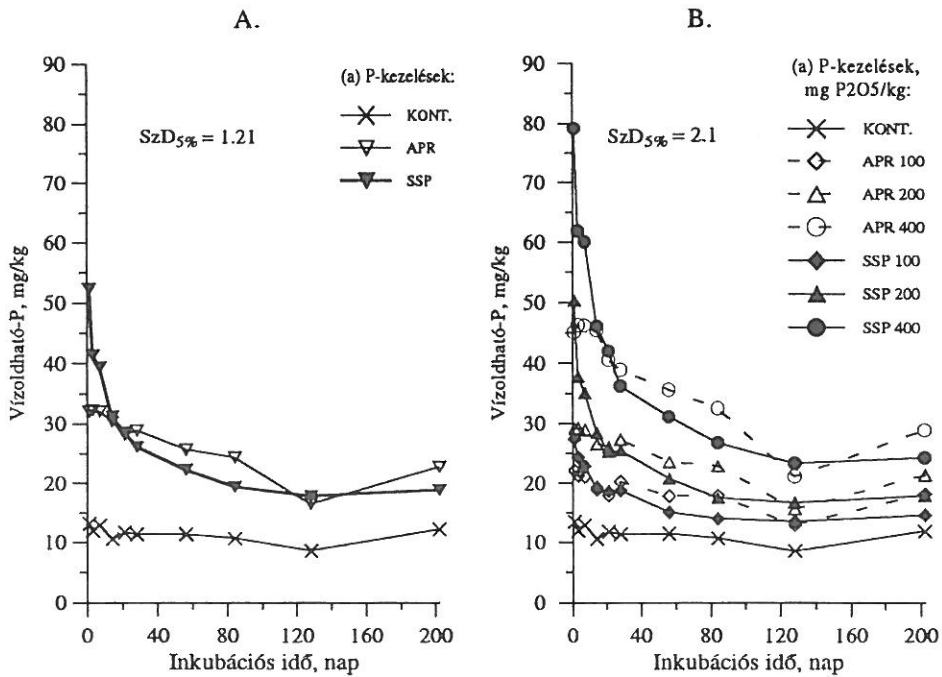 A.
90
80
70
60
50
40
30
20
10
0
Vízoldható-P, mg/kg
0 40 80 120 160 200
Inkubációs idő, nap
(a) P-kezelések:
KONT.
APR
SSP
SzD5% = 1.21
B.
90
80
70
60
50
40
30
20
10
0
Vízoldható-P, mg/kg
0 40 80 120 160 200
Inkubációs idő, nap
(a) P-kezelések,
mg P2O5/kg:
KONT.
APR 100
APR 200
APR 400
SSP 100
SSP 200
SSP 400
SzD5% = 2.1